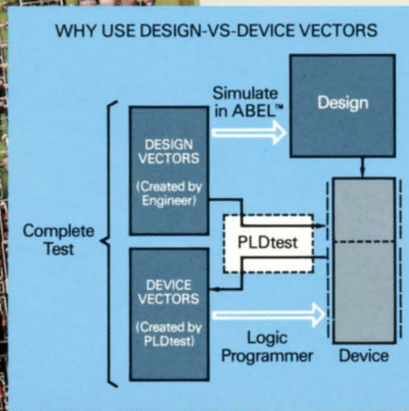 WHY USE DESIGN-VS-DEVICE VECTORS
Simulate
in ABEL™
Design
DESIGN
VECTORS
(Created by
Engineer)
Complete
Test
PLDtest
DEVICE
VECTORS
(Created by
PLDtest)
Logic
Programmer
Device